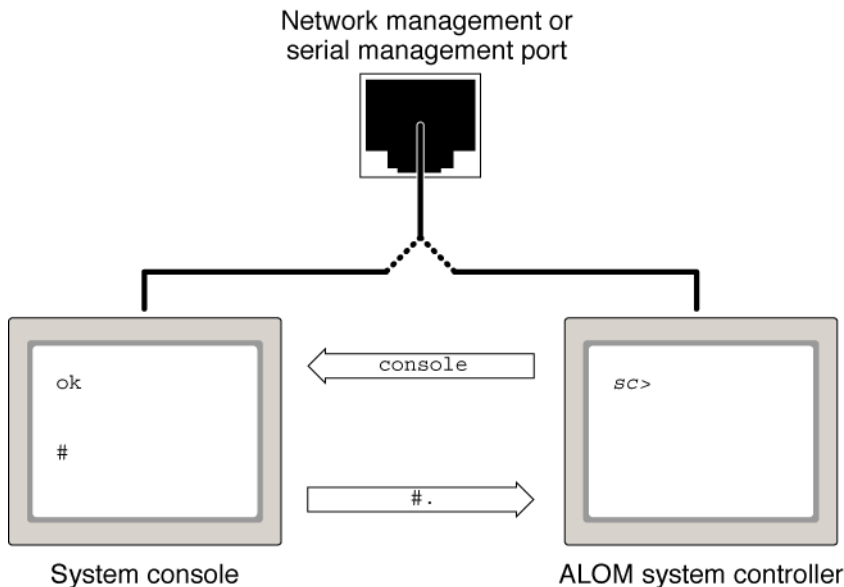 Network management or
serial management port
console
ok
sc>
#
#.
System console
ALOM system controller